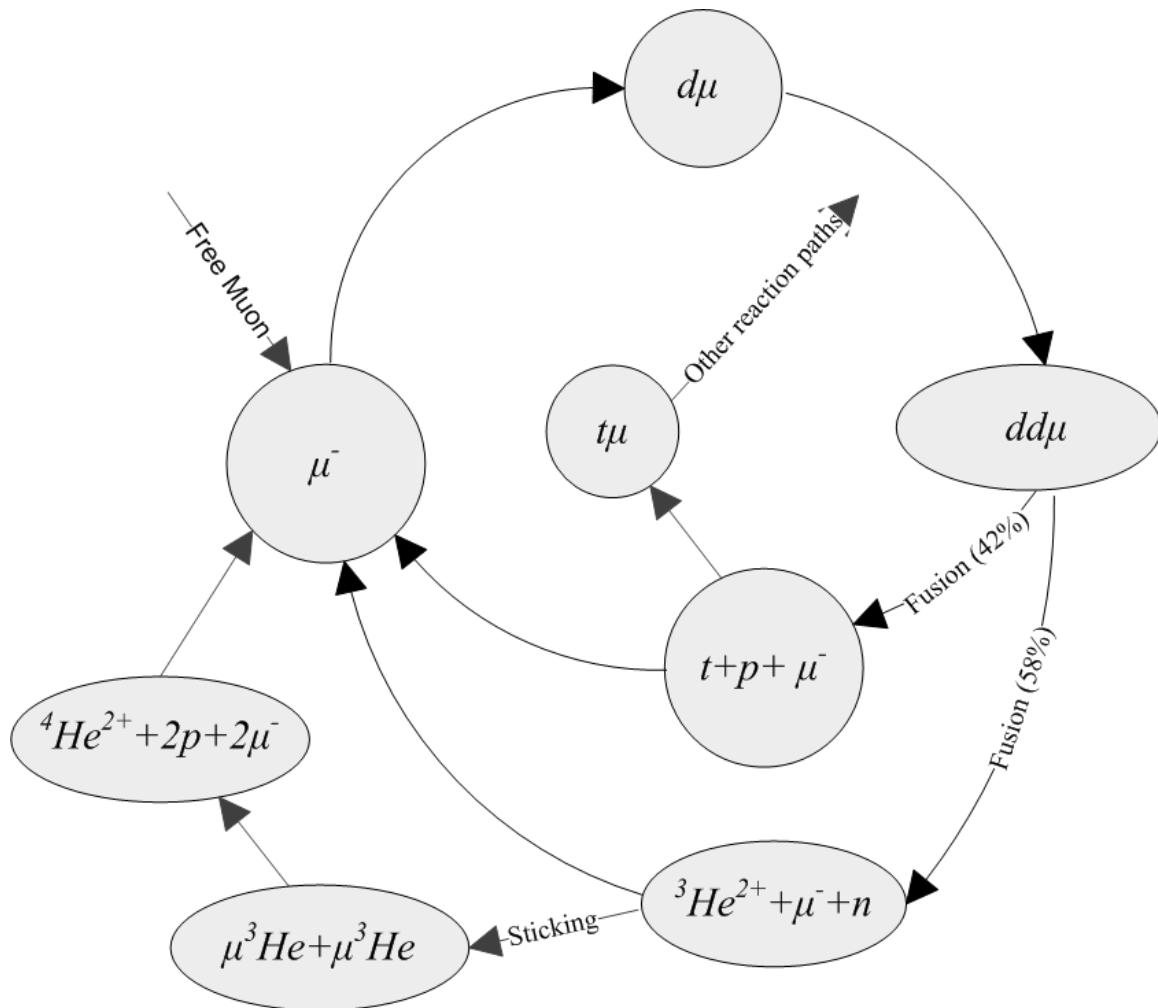 dμ
Free Muon
Other reaction paths
tμ
ddμ
μ⁻
Fusion (42%)
t+p+ μ⁻
Fusion (58%)
⁴He²⁺+2p+2μ⁻
³He²⁺+μ⁻+n
Sticking
μ³He+μ³He